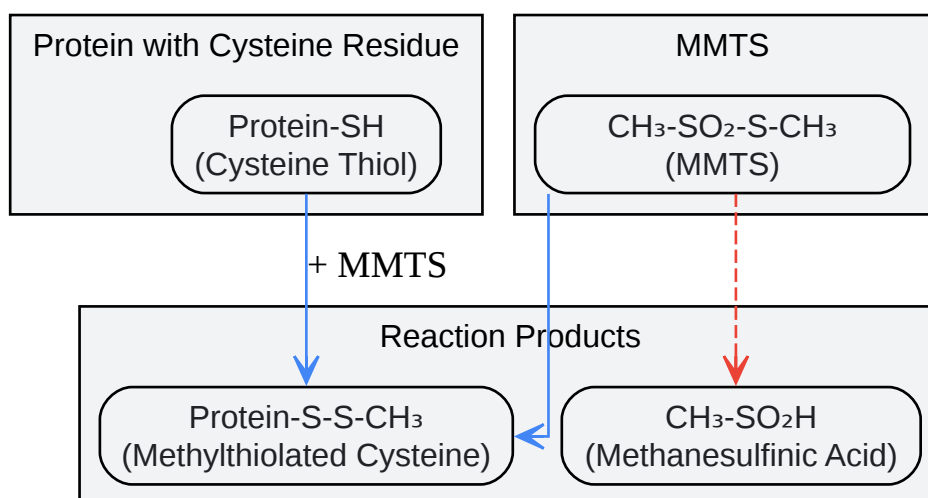 Protein with Cysteine Residue
MMTS
Protein-SH
(Cysteine Thiol)
CH₃-SO₂-S-CH₃
(MMTS)
+ MMTS
Reaction Products
Protein-S-S-CH₃
(Methylthiolated Cysteine)
CH₃-SO₂H
(Methanesulfinic Acid)